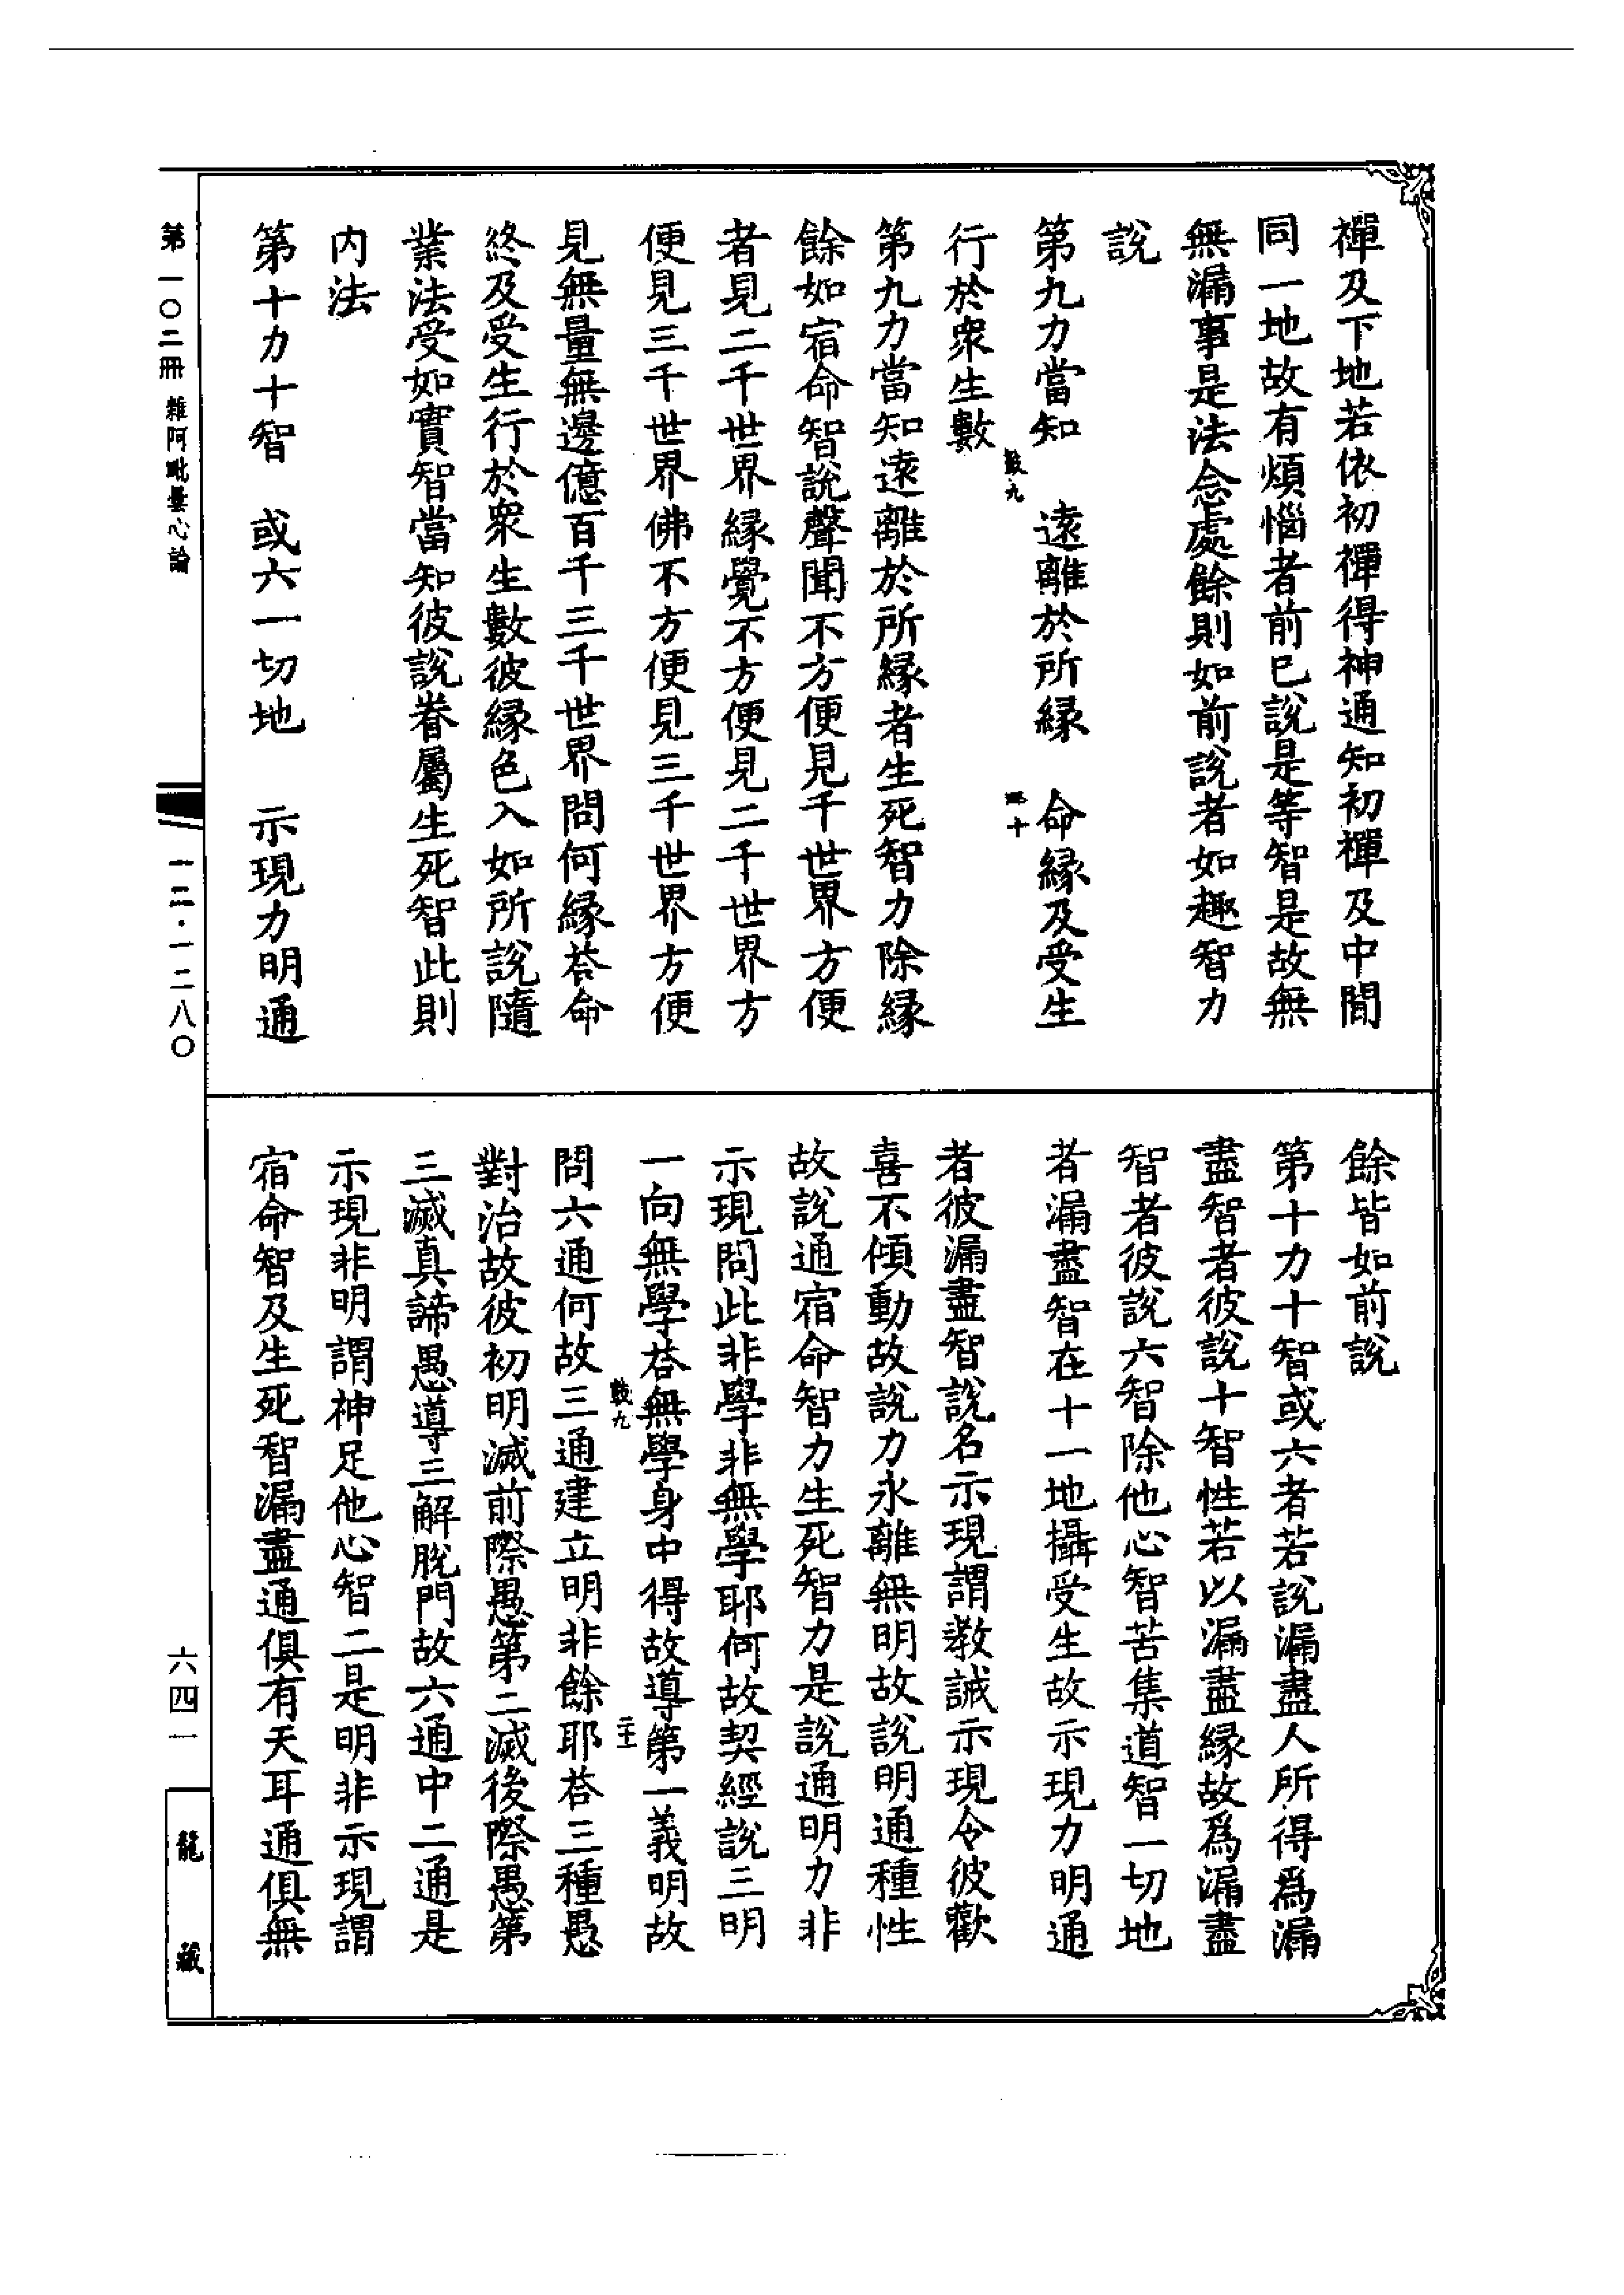 禪及下地若依初禪得神通知初禪及中間
同一地故有煩惱者前已說是等智是故無
無漏事是法念處餘則如前說者如趣智力
說
第九力當知　遠離於所緣　命緣及受生
行於衆生數
第九力當知遠離於所緣者生死智力除緣
餘如宿命智說聲聞不方便見千世界方便
者見二千世界緣覺不方便見二千世界方
便見三千世界佛不方便見三千世界方便
見無量無邊億百千三千世界問何緣荅命
終及受生行於衆生數彼緣色入如所說隨
業法受如實智當知彼說眷屬生死智此則
內法
第十力十智　或六一切地　示現力明通
餘皆如前說
第十力十智或六者若說漏盡人所得爲漏
盡智者彼說十智性若以漏盡緣故爲漏盡
智者彼說六智除他心智苦集道智一切地
者漏盡智在十一地攝受生故示現力明通
者彼漏盡智說名示現謂教誡示現令彼歡
喜不傾動故說力永離無明故說明通種性
故說通宿命智力生死智力是說通明力非
示現問此非學非無學耶何故契經說三明
一向無學荅無學身中得故導第一義明故
問六通何故三通建立明非餘耶荅三種愚
對治故彼初明滅前際愚第二滅後際愚第
三滅真諦愚導三解脫門故六通中二通是
示現非明謂神足他心智二是明非示現謂
宿命智及生死智漏盡通俱有天耳通俱無
第一〇二冊 雜阿毗曇心論
一二·一二八〇
六四一
龍藏